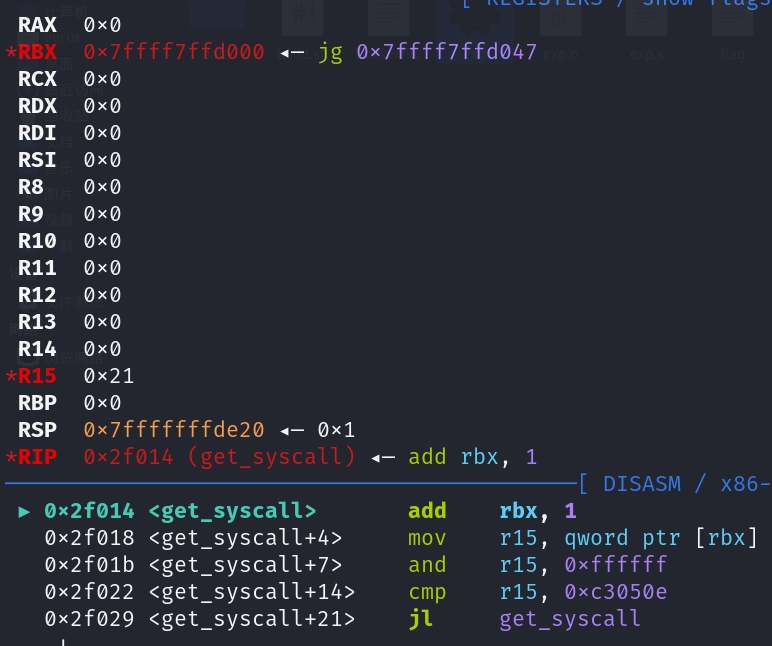 [ REGISTERS / show flags
RAX 0×0
*RBX 0×7ffff7ffd000 ◂— jg 0×7ffff7ffd047
RCX 0×0
RDX 0×0
RDI 0×0
RSI 0×0
R8 0×0
R9 0×0
R10 0×0
R11 0×0
R12 0×0
R13 0×0
R14 0×0
*R15 0×21
RBP 0×0
RSP 0×7fffffffde20 ◂— 0×1
*RIP 0×2f014 (get_syscall) ◂— add rbx, 1
[ DISASM / x86-
► 0×2f014 <get_syscall> add rbx, 1
0×2f018 <get_syscall+4> mov r15, qword ptr [rbx]
0×2f01b <get_syscall+7> and r15, 0×ffffff
0×2f022 <get_syscall+14> cmp r15, 0×c3050e
0×2f029 <get_syscall+21> jl get_syscall